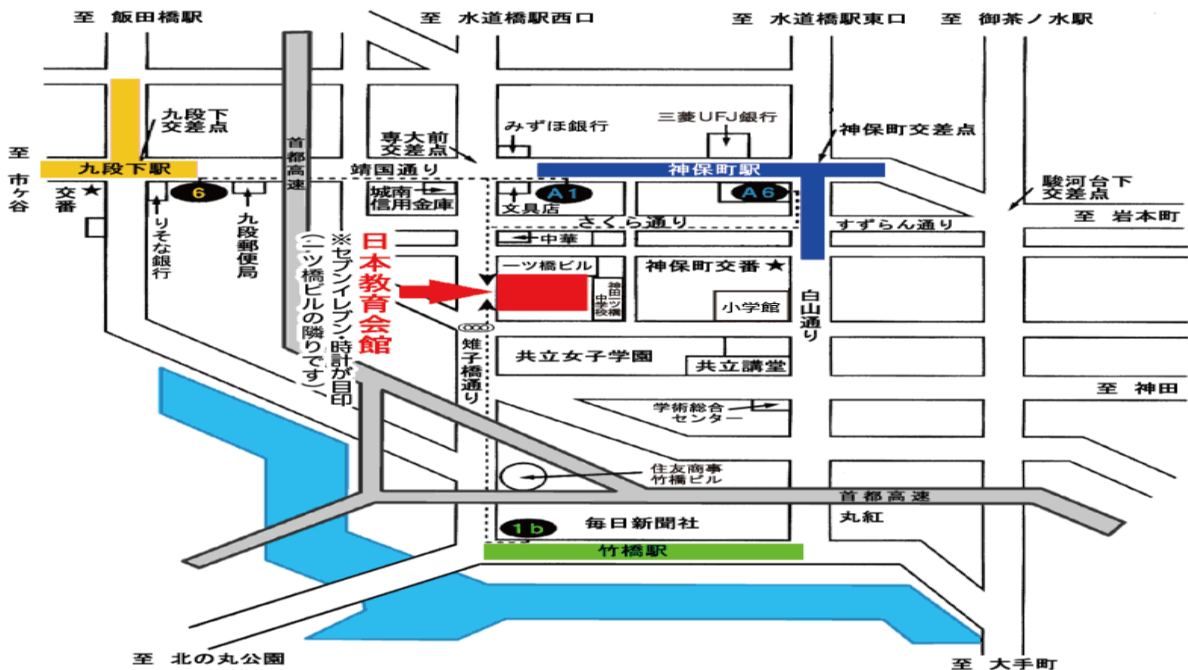 至 飯田橋駅
至 水道橋駅西口
至 水道橋駅東口
至 御茶ノ水駅
九段下
交差点
首都高速
専大前
交差点
みずほ銀行
三菱UFJ銀行
神保町交差点
至 市ヶ谷
九段下駅
靖国通り
神保町駅
交番★
りそな銀行
6
九段郵便局
城南
信用金庫
文具店
A1
A6
駿河台下
交差点
至 岩本町
さくら通り
すずらん通り
中華
日本教育会館
※セブンイレブン・時計が目印
(一ツ橋ビルの隣りです)
一ツ橋ビル
神田一ツ橋
中学校
神保町交番★
小学館
白山通り
雉子橋通り
共立女子学園
共立講堂
至 神田
学術総合
センター
住友商事
竹橋ビル
首都高速
1b
毎日新聞社
丸紅
竹橋駅
至 北の丸公園
至 大手町